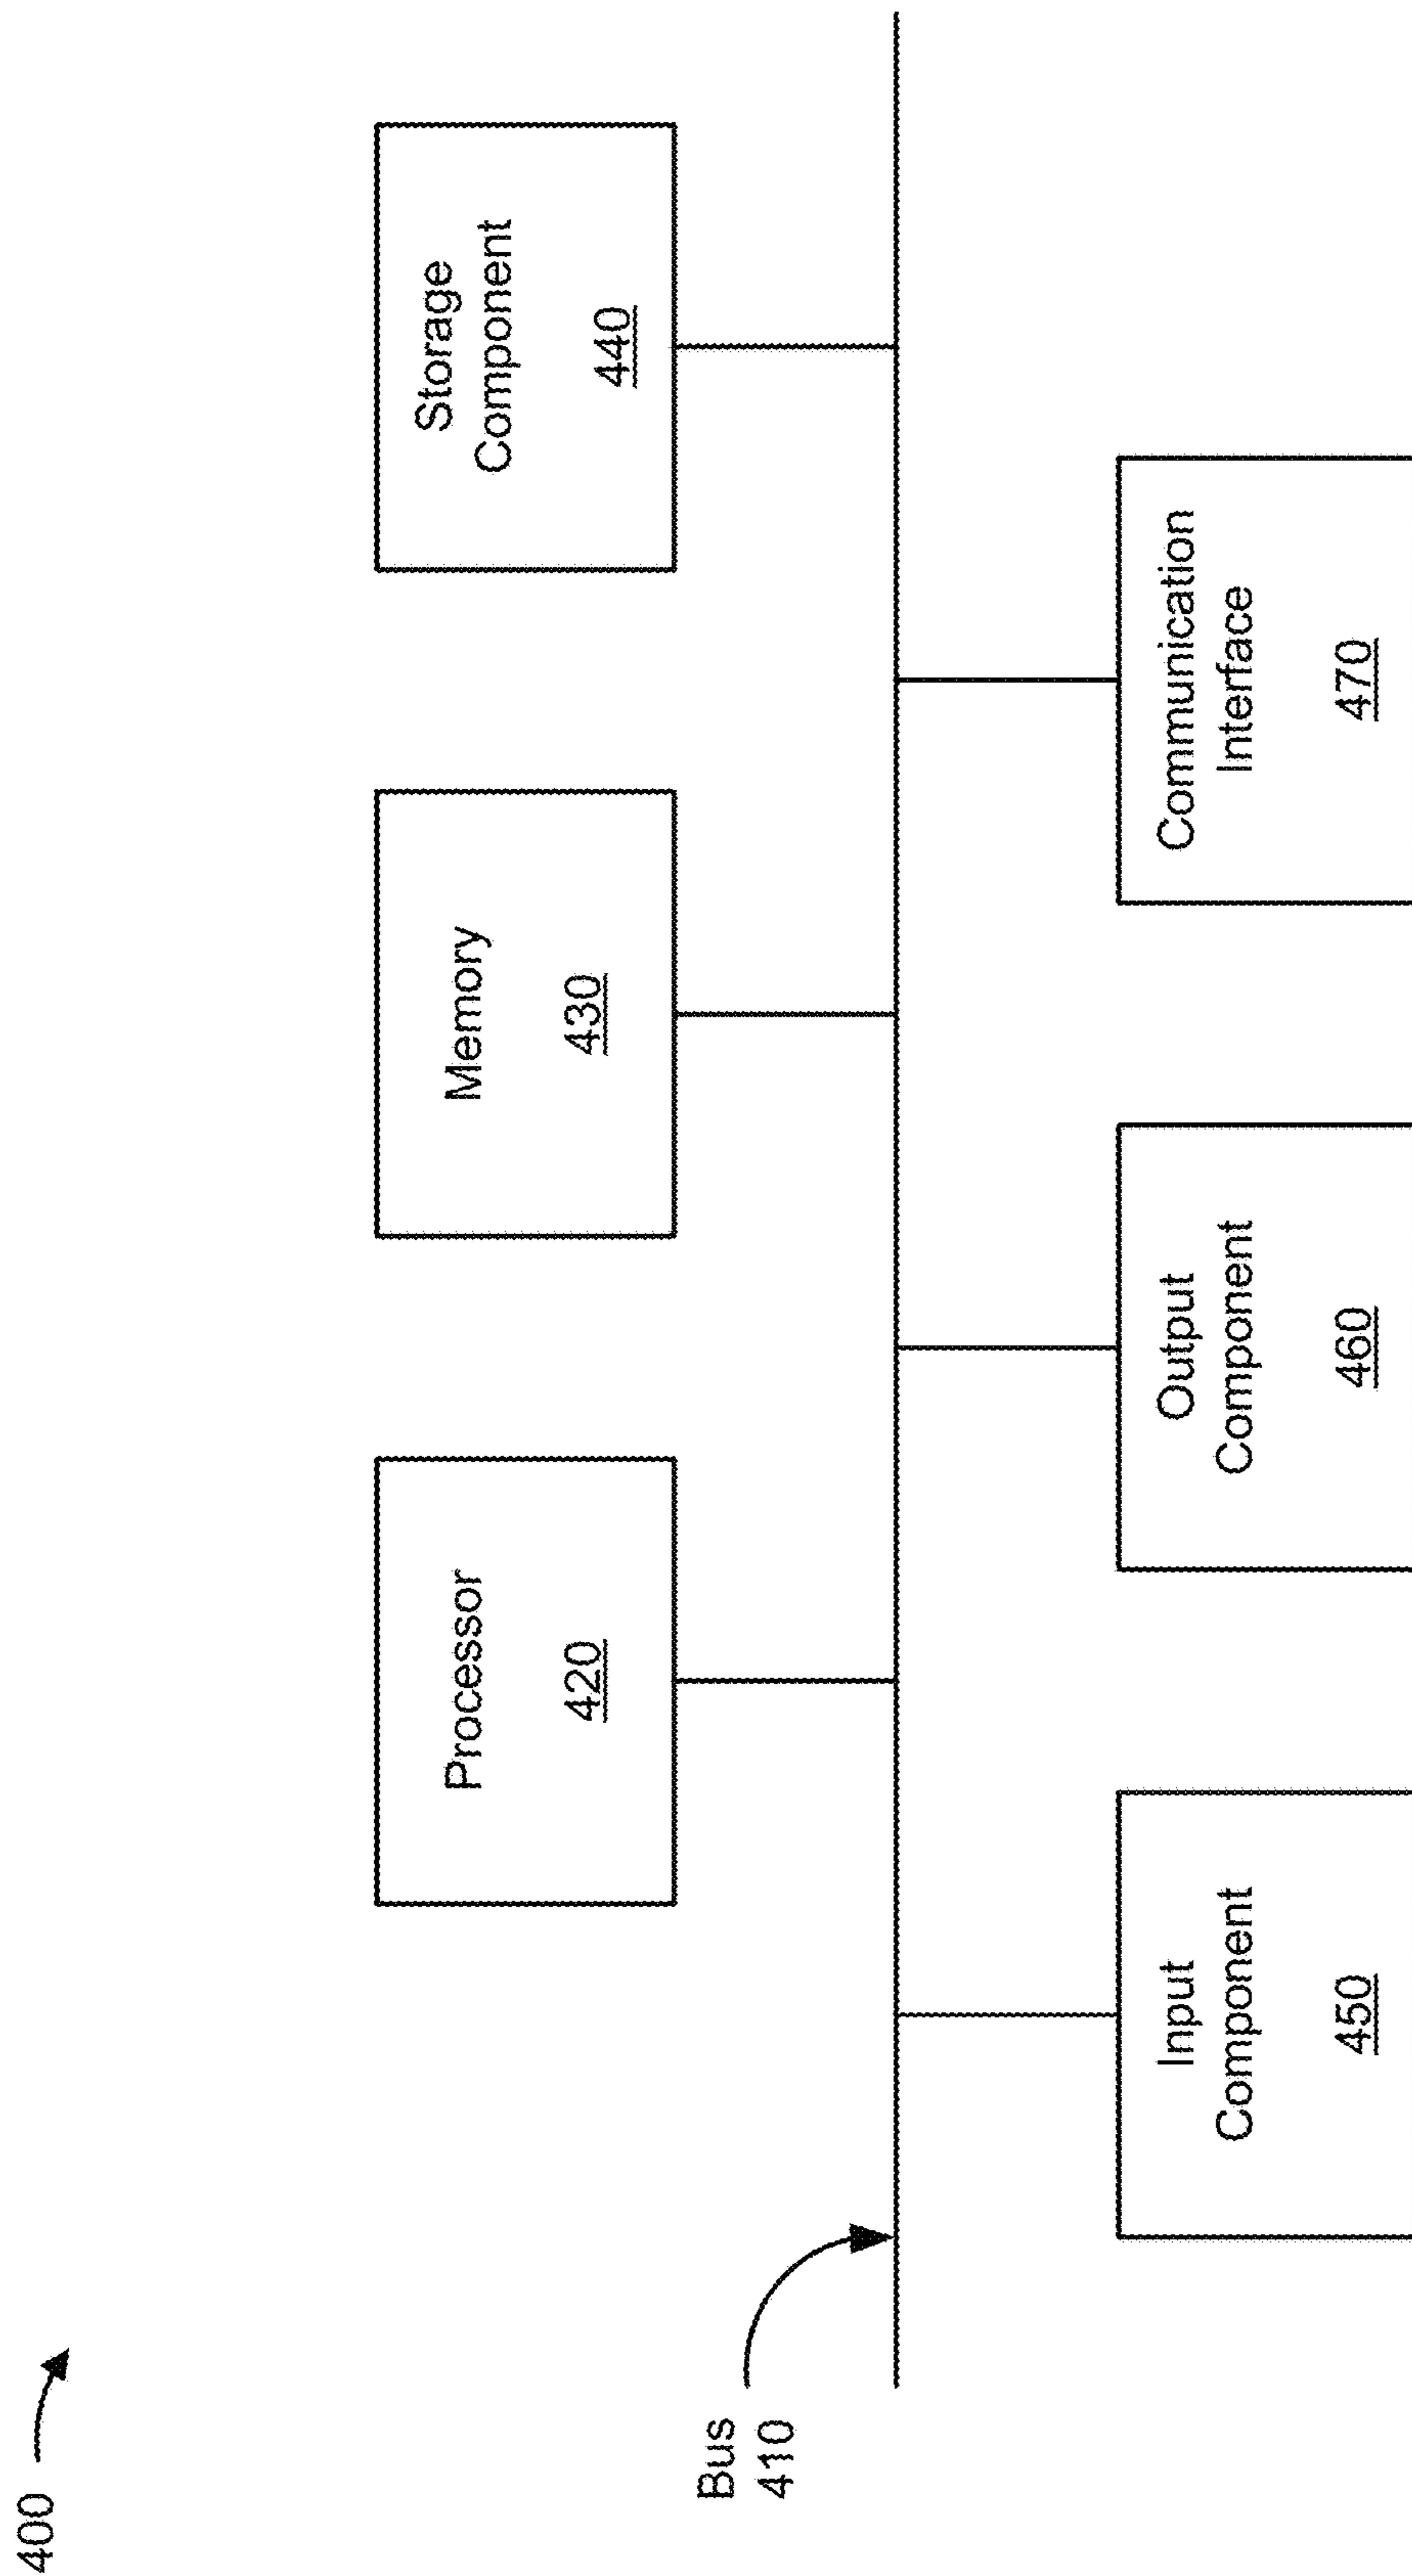 400
Processor
420
Memory
430
Storage
Component
440
Bus
410
Input
Component
450
Output
Component
460
Communication
Interface
470